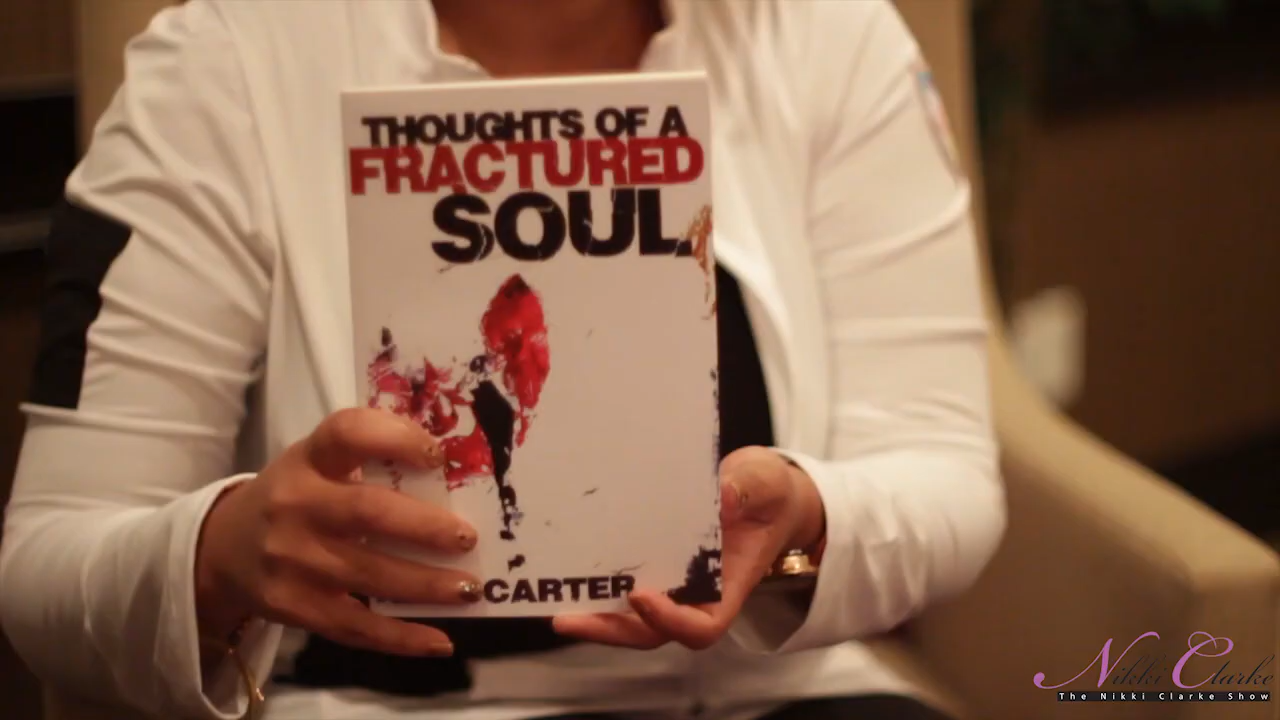 THOUGHTS OF A
FRACTURED
SOUL
CARTER
Nikki Clarke
The Nikki Clarke Show